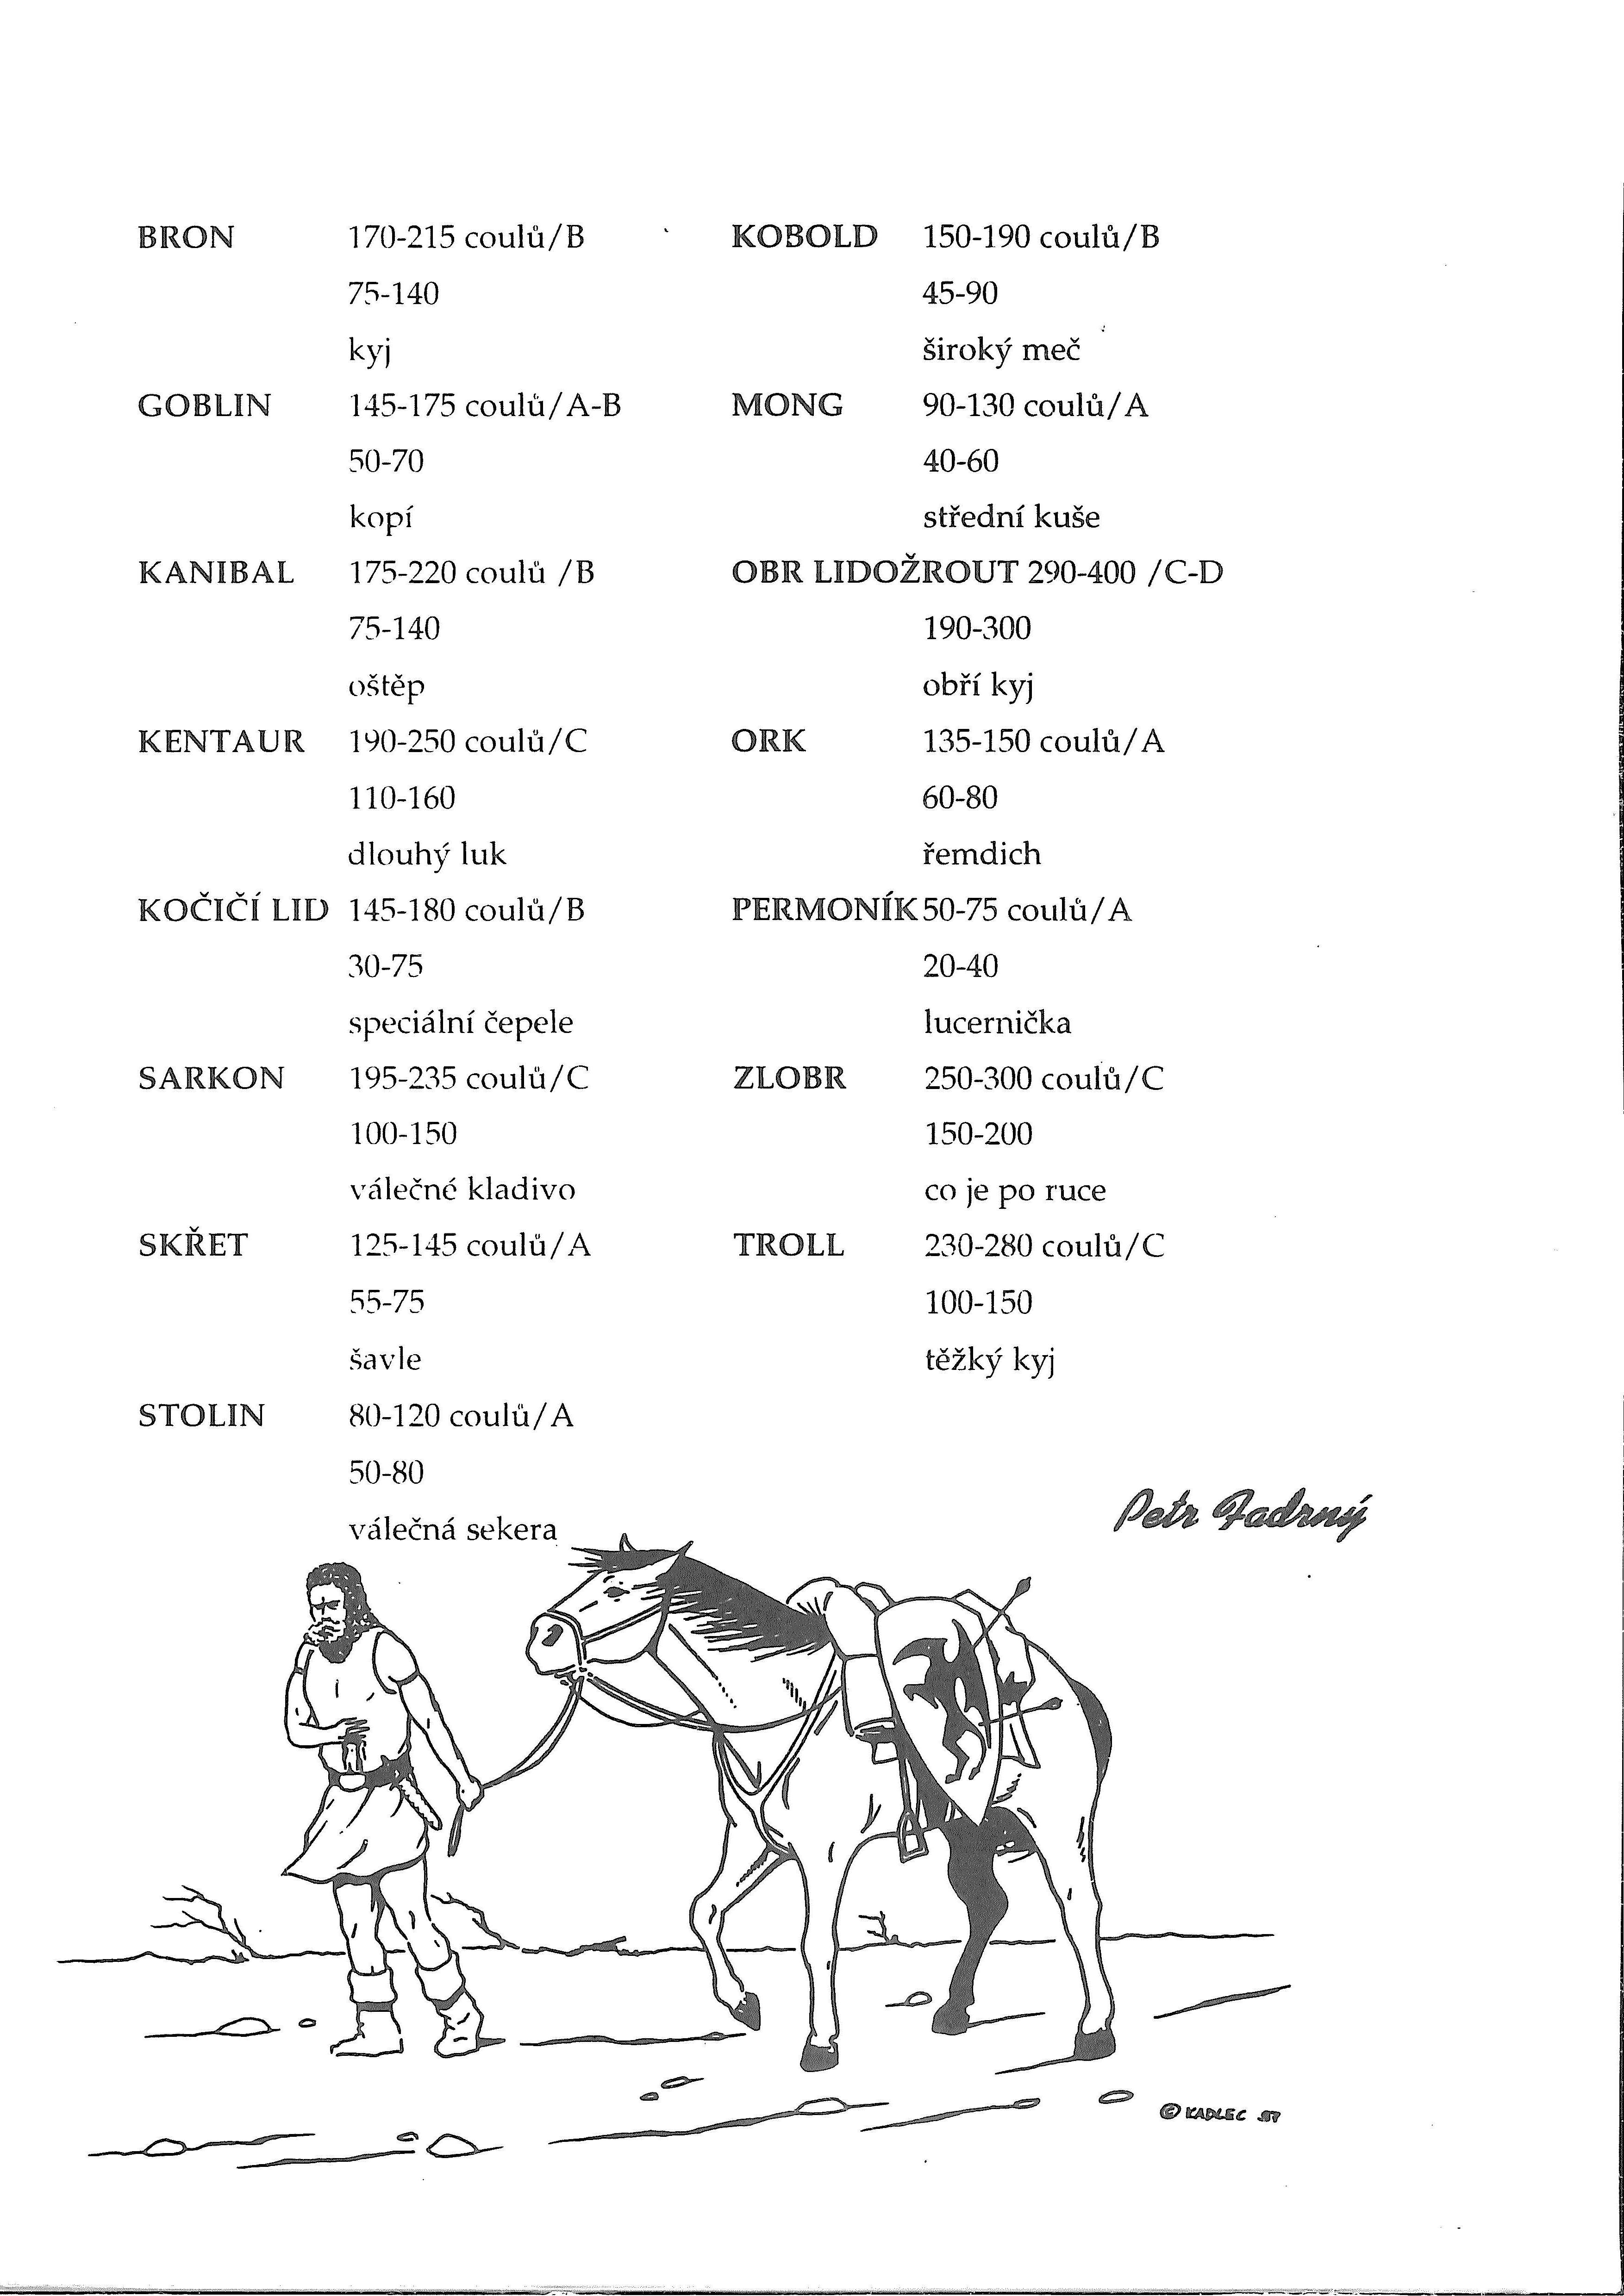 BRON 170-215 coulů/B
75-140
kyj
GOBLIN 145-175 coulů/A-B
50-70
kopí
KANIBAL 175-220 coulů /B
75-140
oštěp
KENTAUR 190-250 coulů/C
110-160
dlouhý luk
KOČIČÍ LID 145-180 coulů/B
30-75
speciální čepele
SARKON 195-235 coulů/C
100-150
válečné kladivo
SKŘET 125-145 coulů/A
55-75
šavle
STOLIN 80-120 coulů/A
50-80
válečná sekera
KOBOLD 150-190 coulů/B
45-90
široký meč
MONG 90-130 coulů/A
40-60
střední kuše
OBR LIDOŽROUT 290-400 /C-D
190-300
obří kyj
ORK 135-150 coulů/A
60-80
řemdich
PERMONÍK 50-75 coulů/A
20-40
lucernička
ZLOBR 250-300 coulů/C
150-200
co je po ruce
TROLL 230-280 coulů/C
100-150
těžký kyj
Petr Fadrný
© KADLEC 97